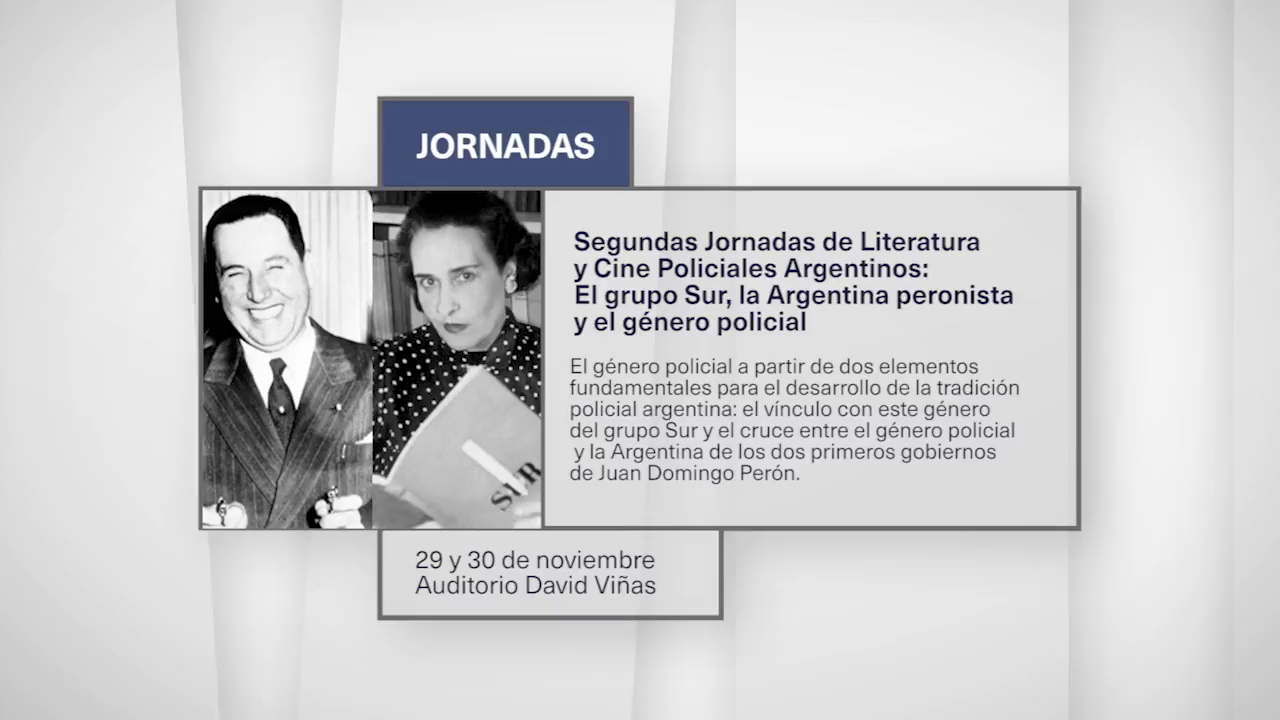 JORNADAS
Segundas Jornadas de Literatura
y Cine Policiales Argentinos:
El grupo Sur, la Argentina peronista
y el género policial
El género policial a partir de dos elementos
fundamentales para el desarrollo de la tradición
policial argentina: el vínculo con este género
del grupo Sur y el cruce entre el género policial
y la Argentina de los dos primeros gobiernos
de Juan Domingo Perón.
SUR
29 y 30 de noviembre
Auditorio David Viñas